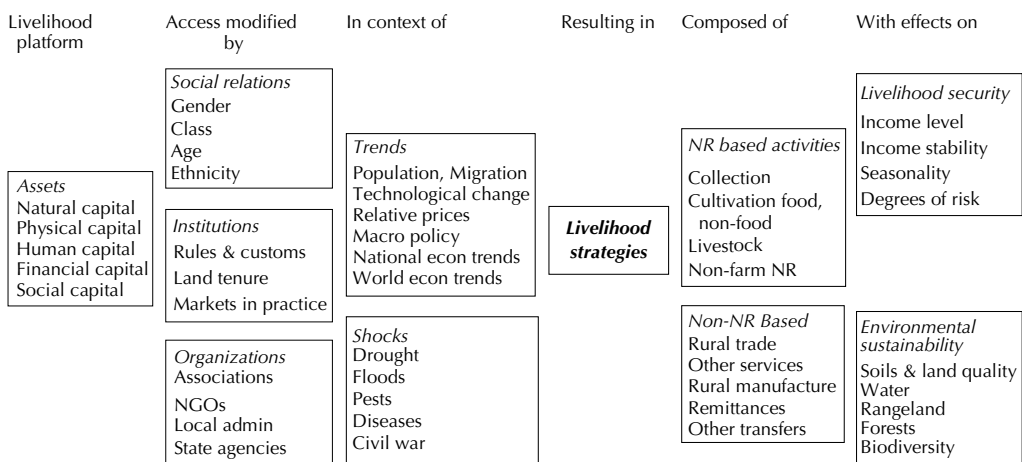 Livelihood
platform
Access modified
by
In context of
Resulting in
Composed of
With effects on
Assets
Natural capital
Physical capital
Human capital
Financial capital
Social capital
Social relations
Gender
Class
Age
Ethnicity
Institutions
Rules & customs
Land tenure
Markets in practice
Organizations
Associations
NGOs
Local admin
State agencies
Trends
Population, Migration
Technological change
Relative prices
Macro policy
National econ trends
World econ trends
Shocks
Drought
Floods
Pests
Diseases
Civil war
Livelihood
strategies
NR based activities
Collection
Cultivation food,
non-food
Livestock
Non-farm NR
Non-NR Based
Rural trade
Other services
Rural manufacture
Remittances
Other transfers
Livelihood security
Income level
Income stability
Seasonality
Degrees of risk
Environmental
sustainability
Soils & land quality
Water
Rangeland
Forests
Biodiversity